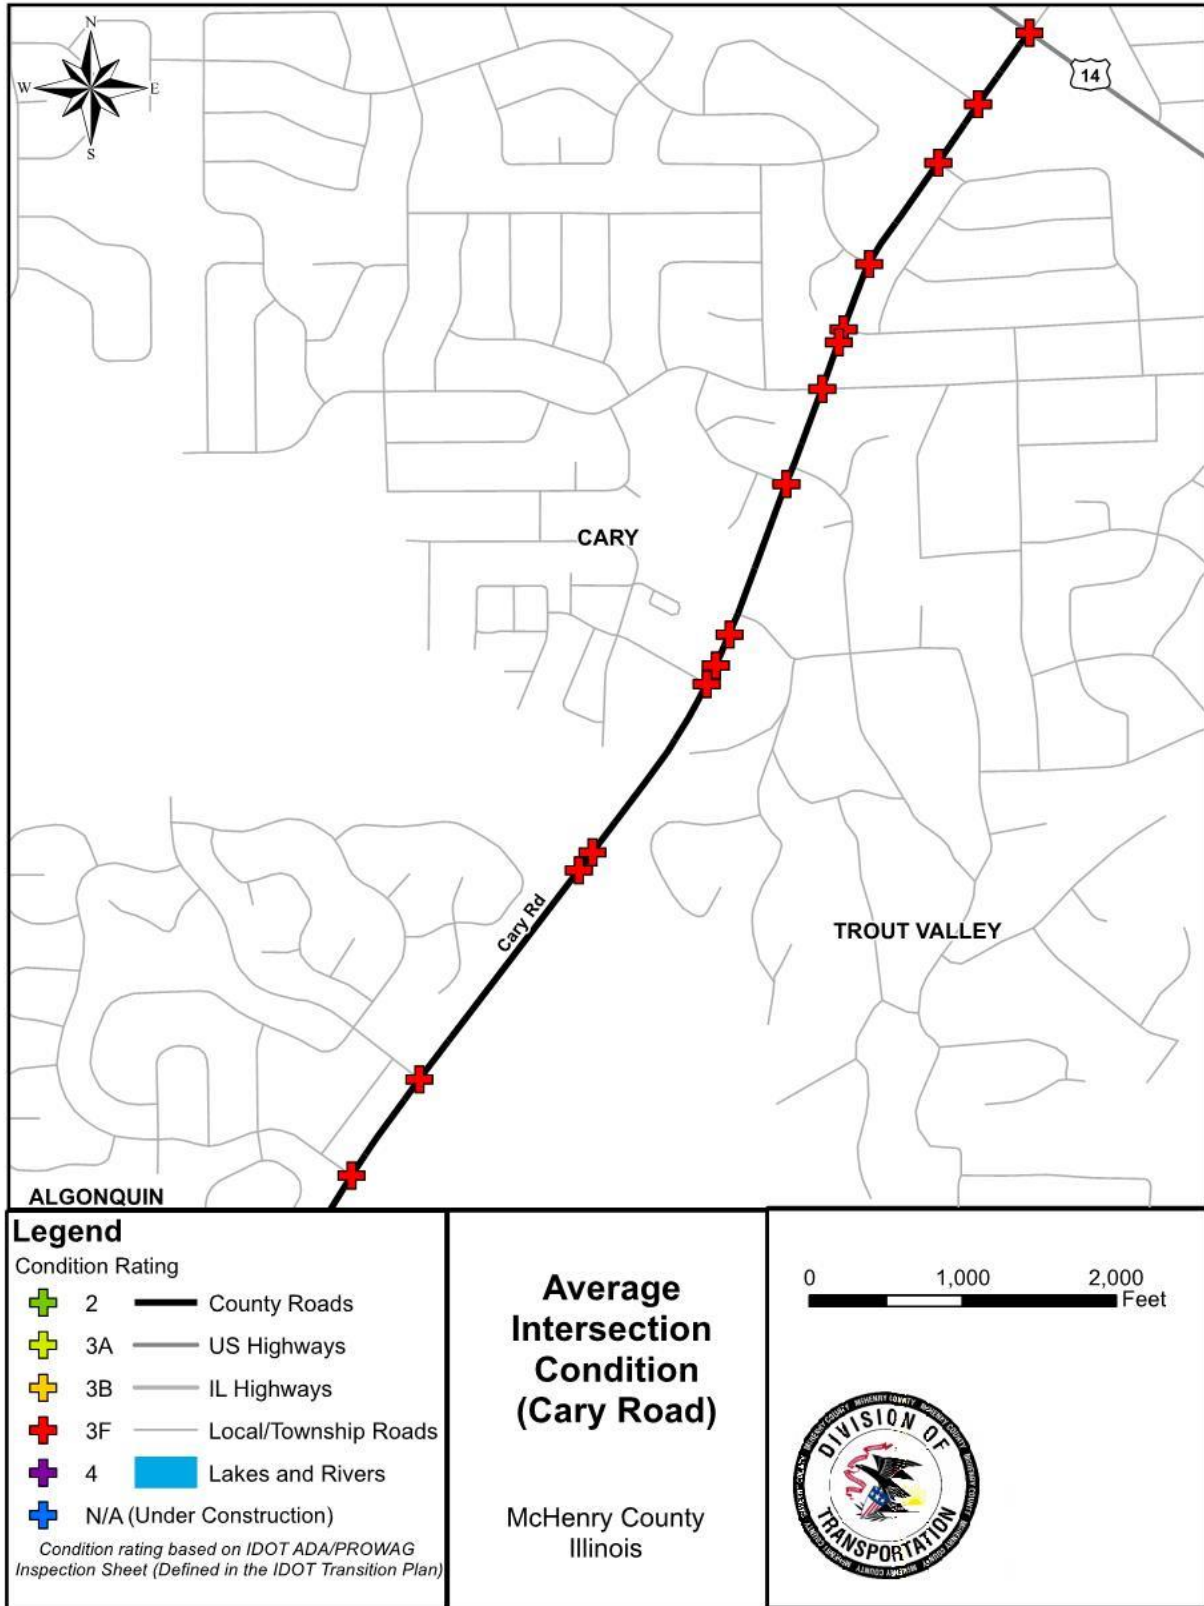 N
W E
S
14
CARY
Cary Rd
TROUT VALLEY
ALGONQUIN
Legend
Condition Rating
2 County Roads
3A US Highways
3B IL Highways
3F Local/Township Roads
4 Lakes and Rivers
N/A (Under Construction)
Condition rating based on IDOT ADA/PROWAG
Inspection Sheet (Defined in the IDOT Transition Plan)
Average
Intersection
Condition
(Cary Road)
McHenry County
Illinois
0 1,000 2,000
Feet
DIVISION OF
TRANSPORTATION